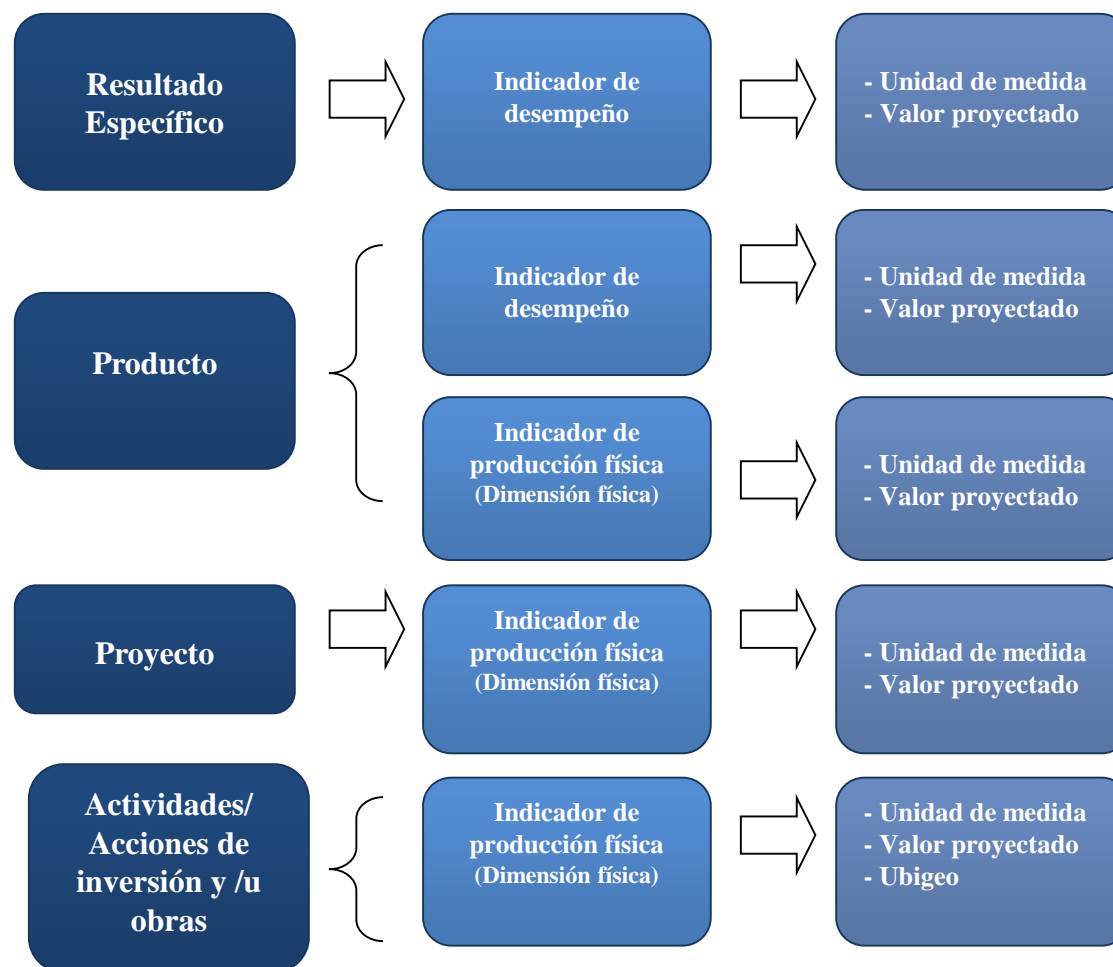 Resultado
Específico
Indicador de
desempeño
- Unidad de medida
- Valor proyectado
Producto
Indicador de
desempeño
- Unidad de medida
- Valor proyectado
Indicador de
producción física
(Dimensión física)
- Unidad de medida
- Valor proyectado
Proyecto
Indicador de
producción física
(Dimensión física)
- Unidad de medida
- Valor proyectado
Actividades/
Acciones de
inversión y /u
obras
Indicador de
producción física
(Dimensión física)
- Unidad de medida
- Valor proyectado
- Ubigeo